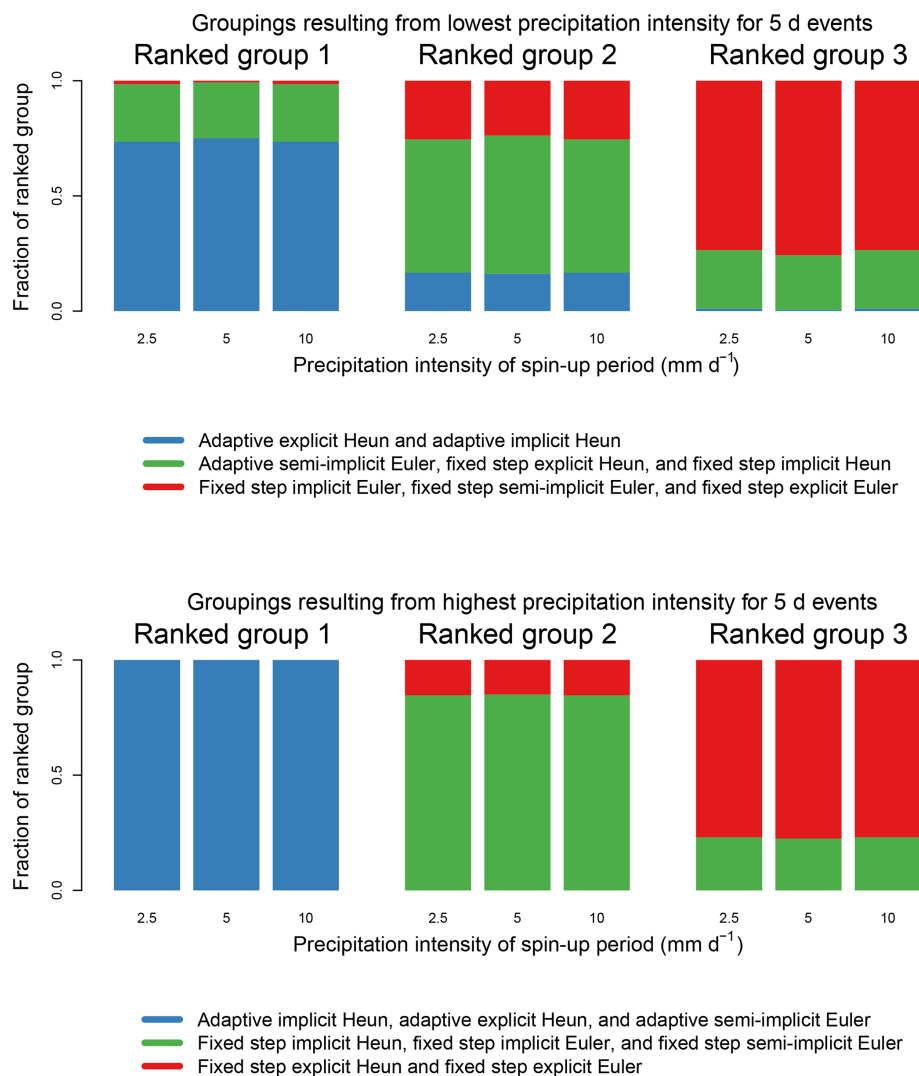 Groupings resulting from lowest precipitation intensity for 5 d events
Ranked group 1 Ranked group 2 Ranked group 3
Fraction of ranked group
1.0
0.5
0.0
2.5 5 10 2.5 5 10 2.5 5 10
Precipitation intensity of spin-up period (mm d⁻¹)
Adaptive explicit Heun and adaptive implicit Heun
Adaptive semi-implicit Euler, fixed step explicit Heun, and fixed step implicit Heun
Fixed step implicit Euler, fixed step semi-implicit Euler, and fixed step explicit Euler
Groupings resulting from highest precipitation intensity for 5 d events
Ranked group 1 Ranked group 2 Ranked group 3
Fraction of ranked group
1.0
0.5
0.0
2.5 5 10 2.5 5 10 2.5 5 10
Precipitation intensity of spin-up period (mm d⁻¹)
Adaptive implicit Heun, adaptive explicit Heun, and adaptive semi-implicit Euler
Fixed step implicit Heun, fixed step implicit Euler, and fixed step semi-implicit Euler
Fixed step explicit Heun and fixed step explicit Euler